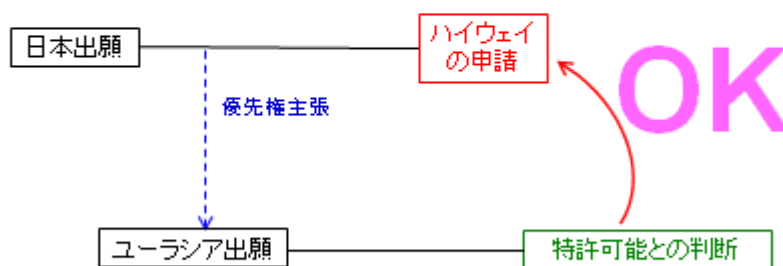 日本出願
ハイウェイ
の申請
OK
優先権主張
ユーラシア出願
特許可能との判断